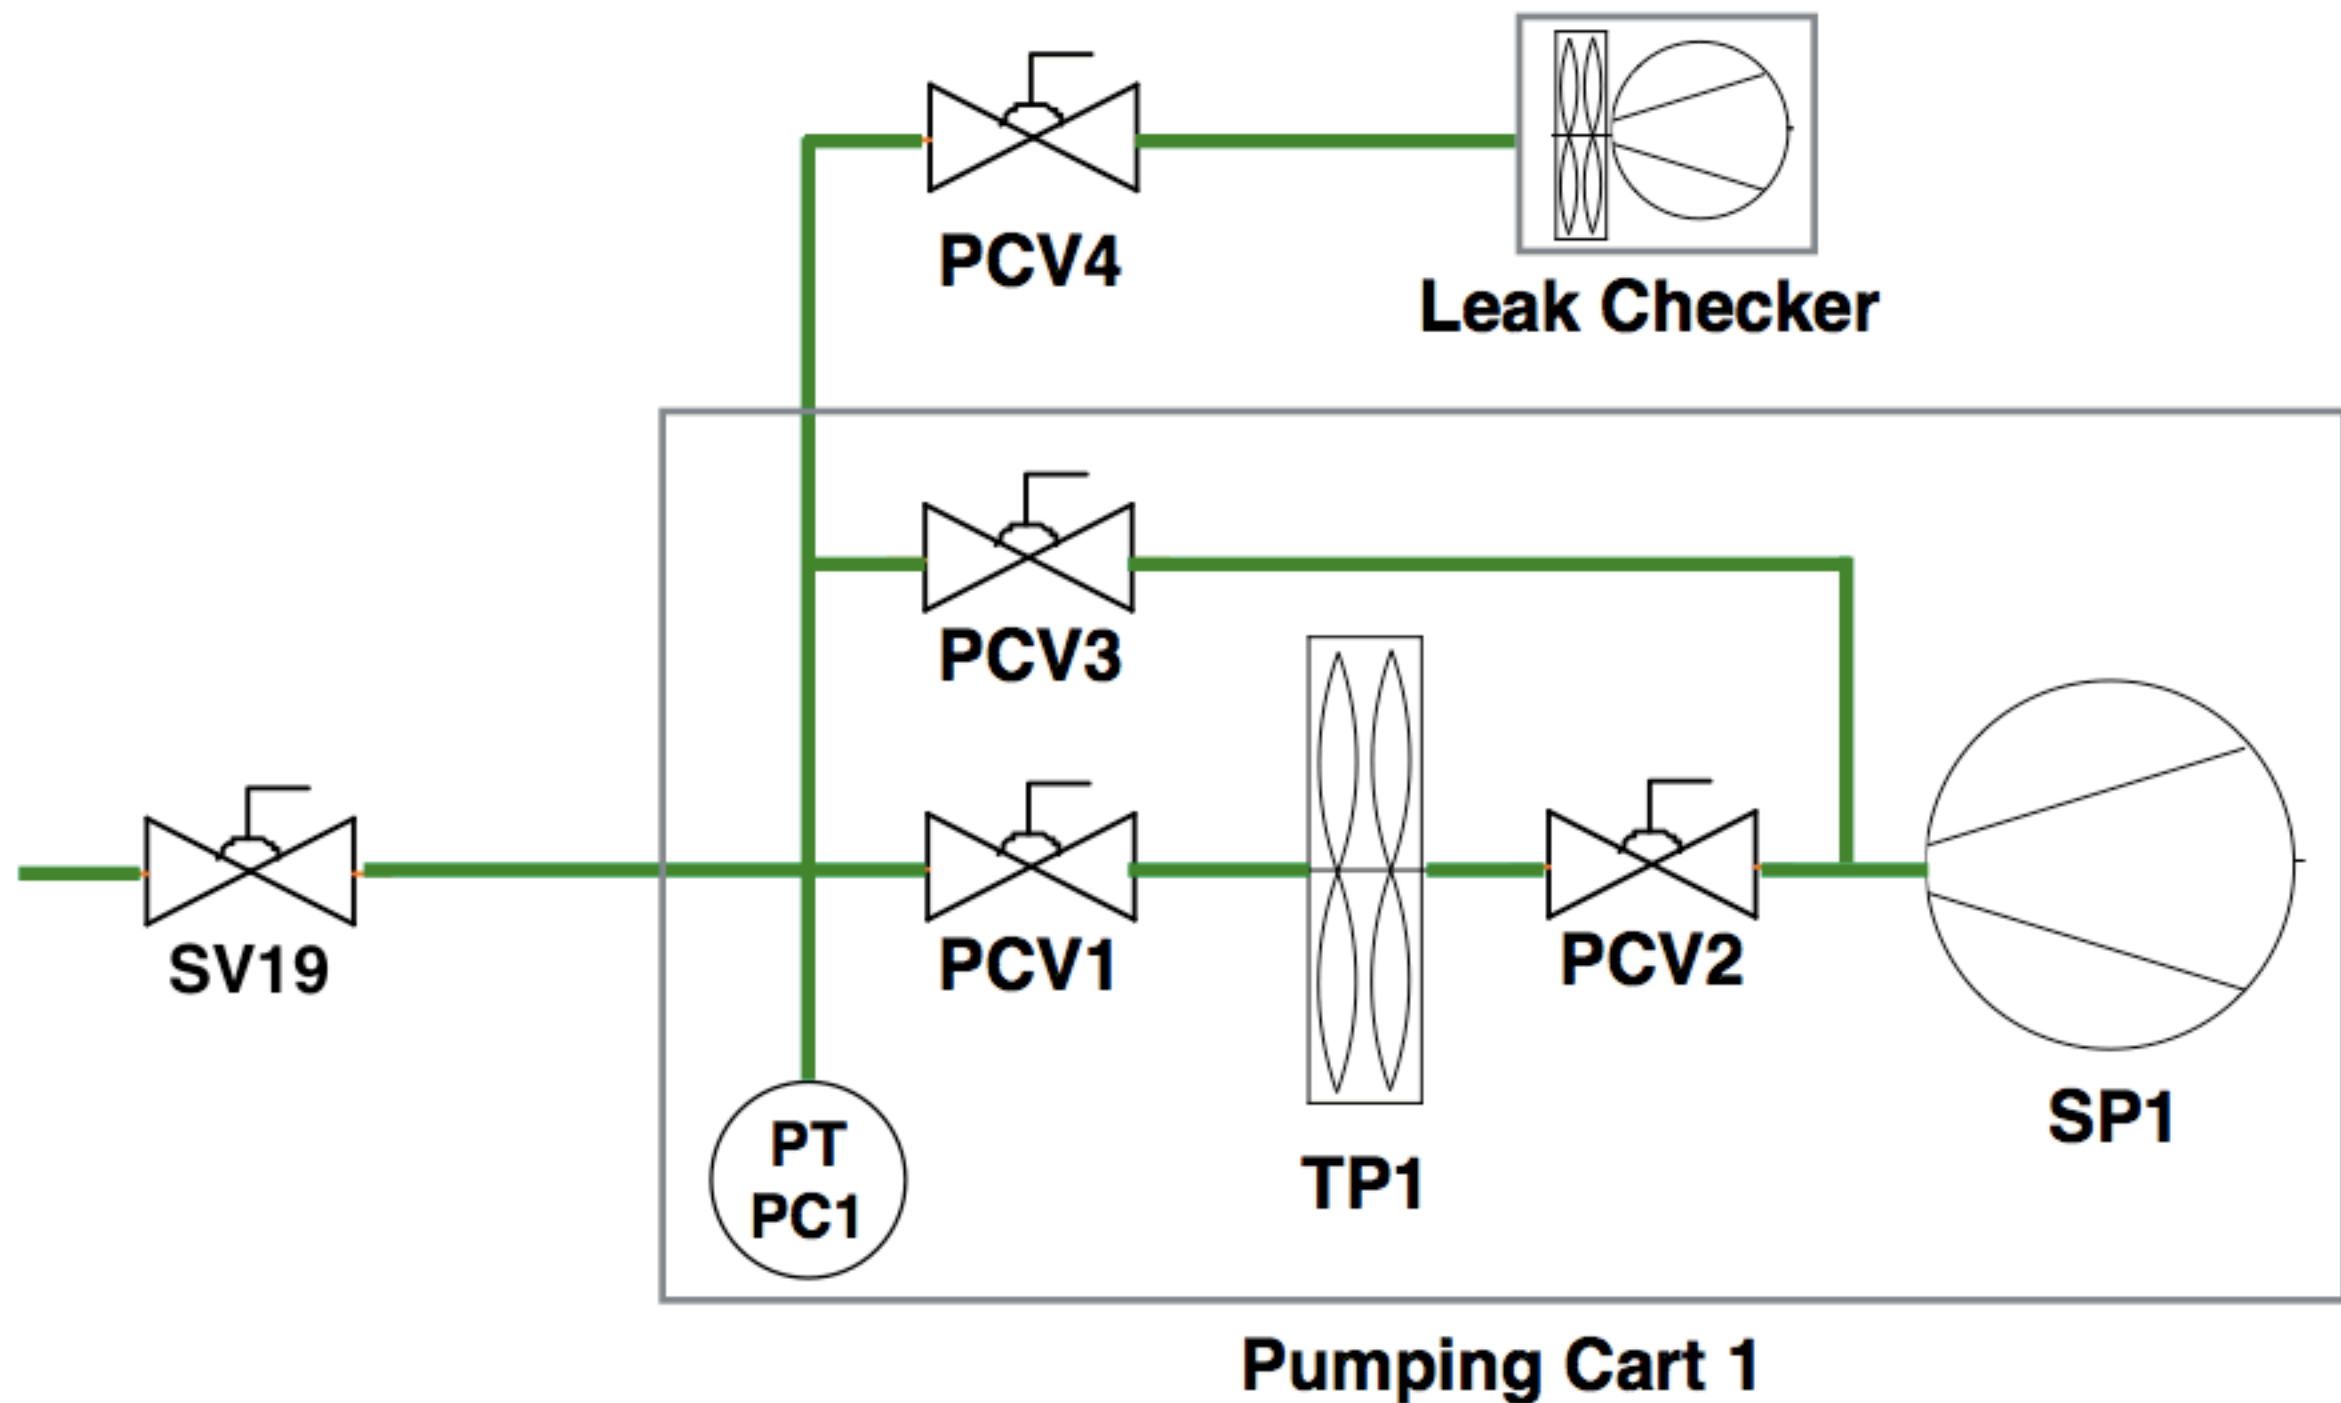 PCV4
Leak Checker
PCV3
SV19
PCV1
PCV2
SP1
PT
PC1
TP1
Pumping Cart 1